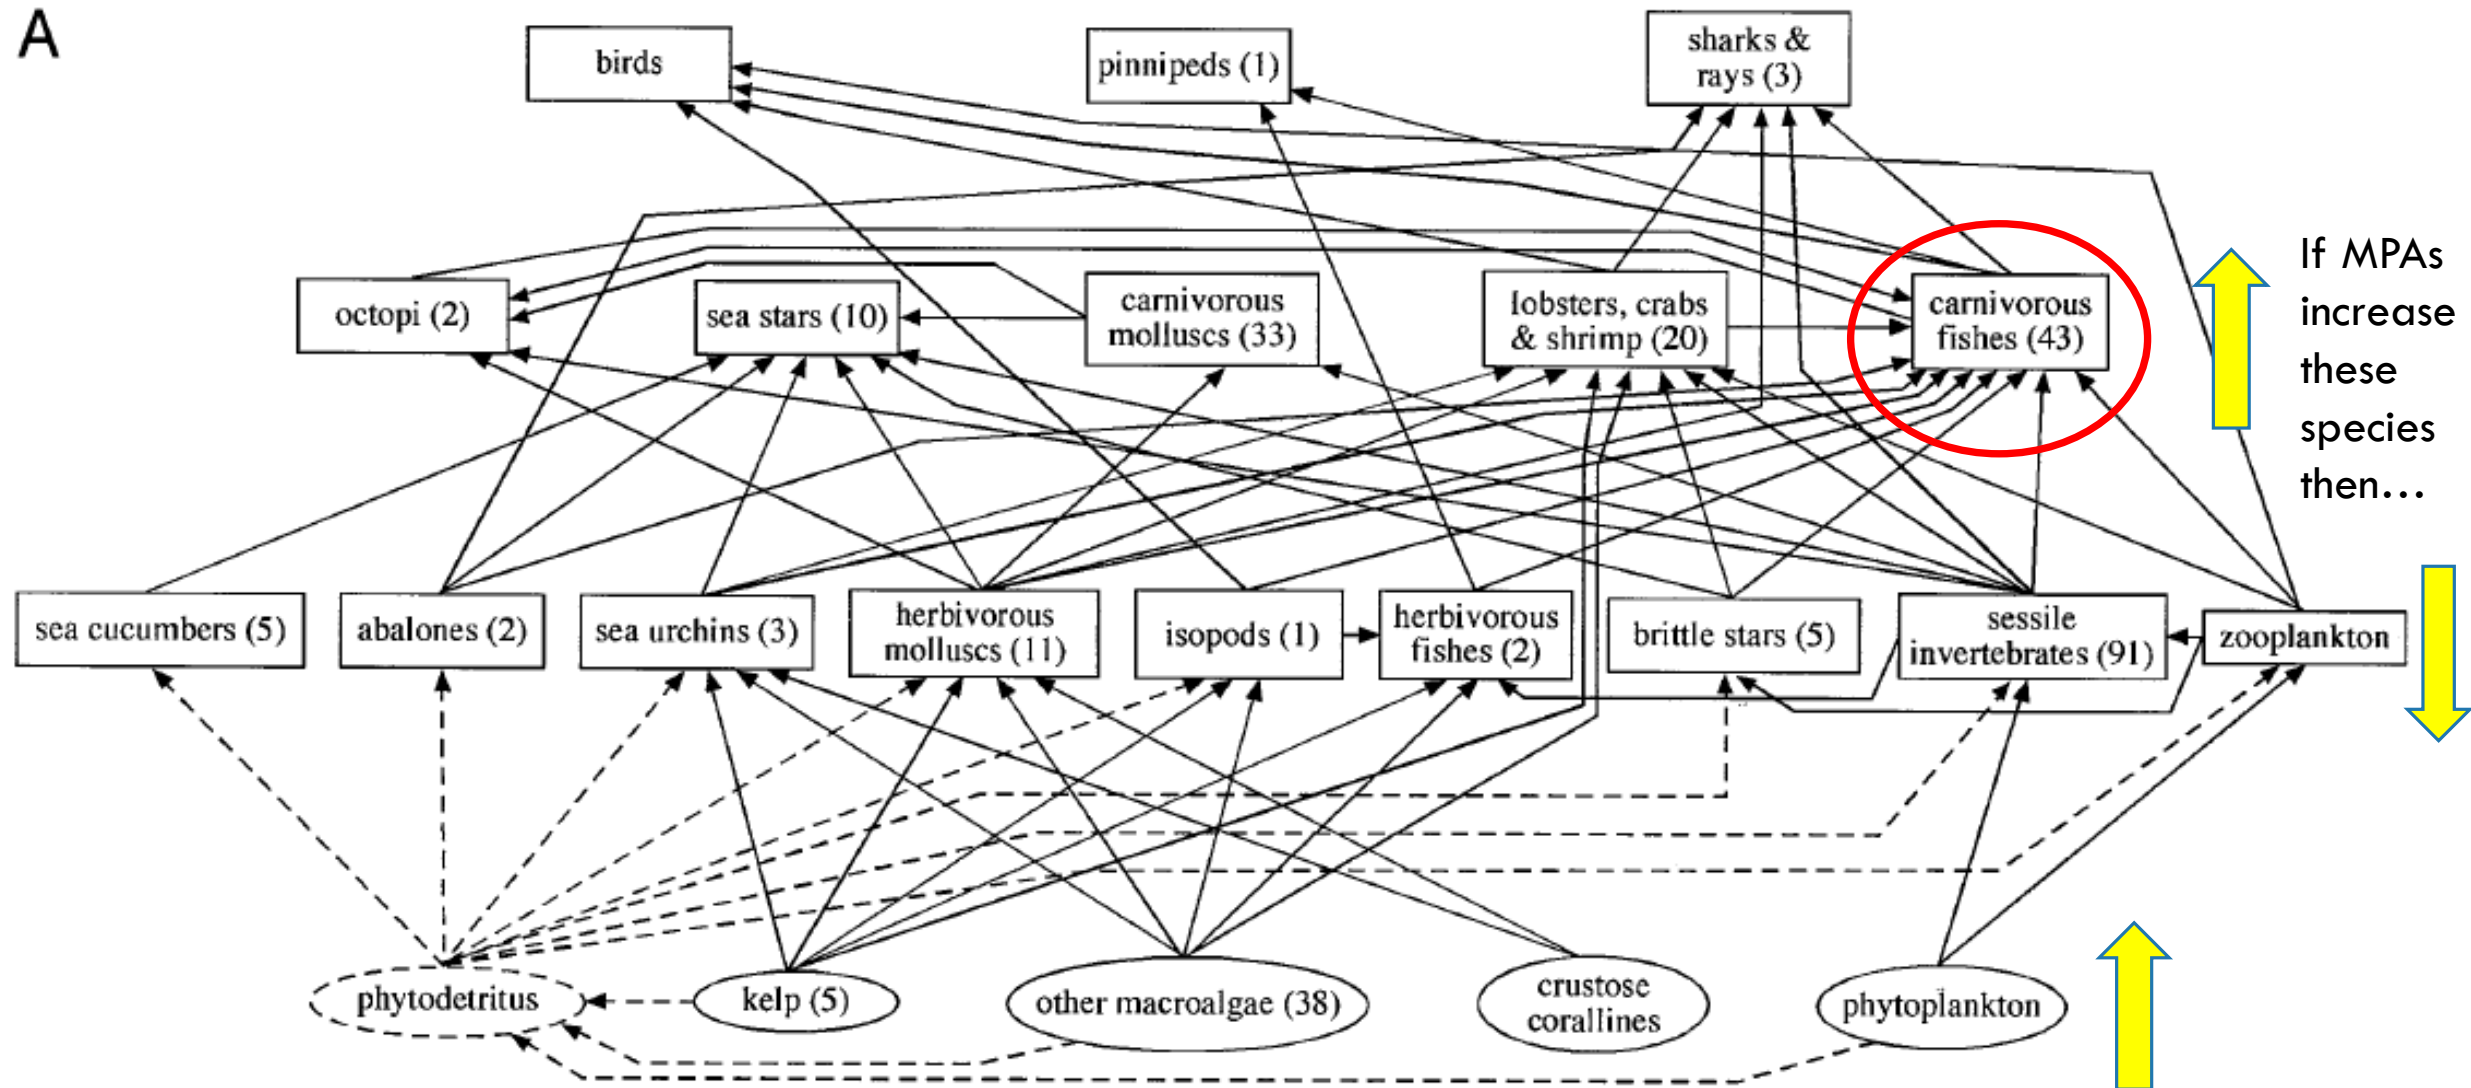 A
birds
pinnipeds (1)
sharks &
rays (3)
octopi (2)
sea stars (10)
carnivorous
molluscs (33)
lobsters, crabs
& shrimp (20)
carnivorous
fishes (43)
If MPAs
increase
these
species
then...
sea cucumbers (5)
abalones (2)
sea urchins (3)
herbivorous
molluscs (11)
isopods (1)
herbivorous
fishes (2)
brittle stars (5)
sessile
invertebrates (91)
zooplankton
phytodetritus
kelp (5)
other macroalgae (38)
crustose
corallines
phytoplankton